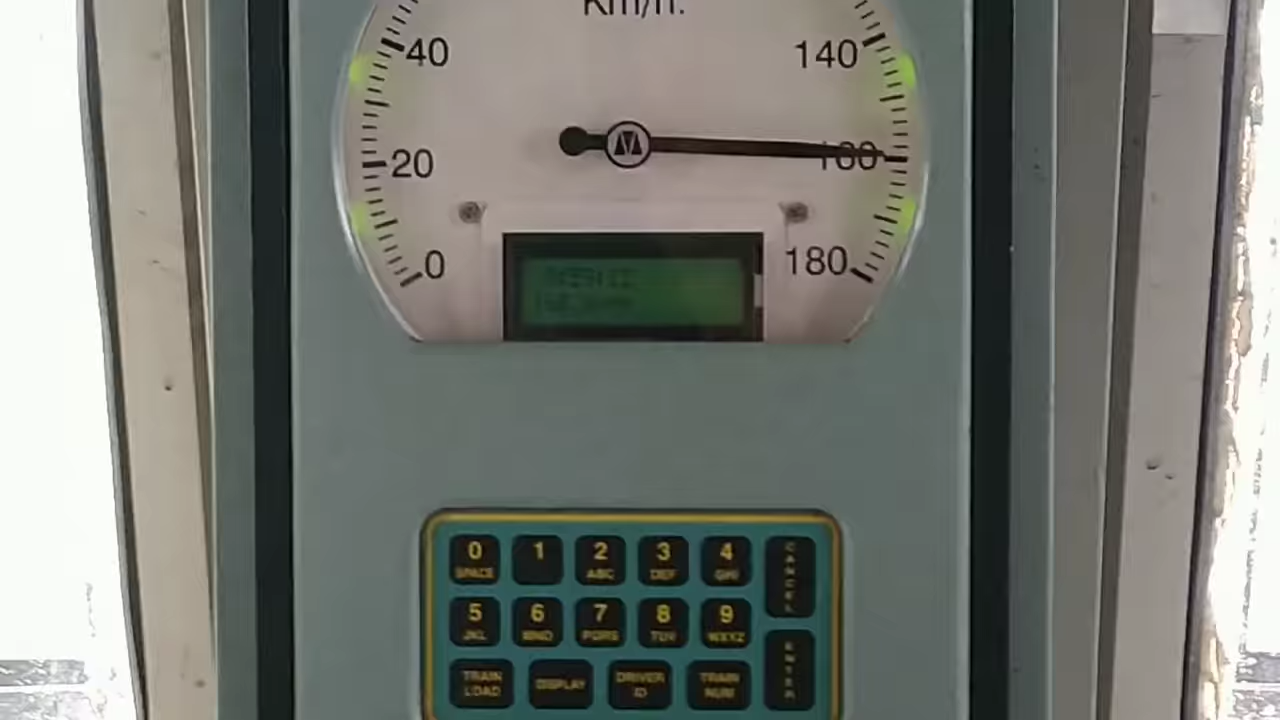 Km/h.
40 140
20 160
0 180
0 1 2 3 4 CANCEL
SPACE ABC DEF GHI
5 6 7 8 9 ENTER
JKL MNO PQRS TUV WXYZ
TRAIN LOAD DISPLAY DRIVER ID TRAIN NUM